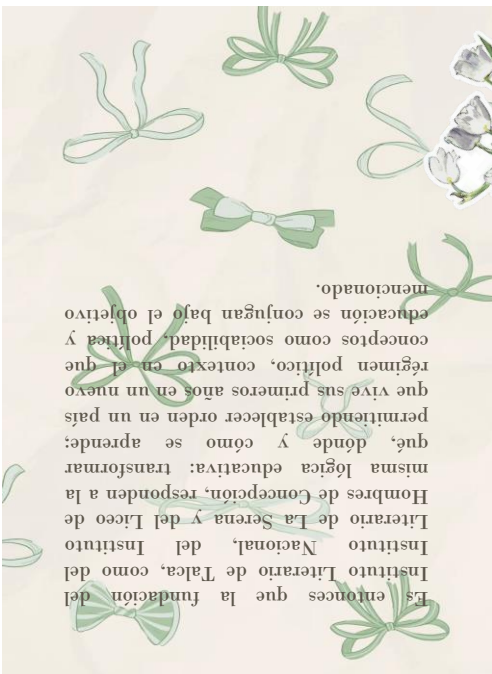 Es entonces que la fundación del
Instituto Literario de Talca, como del
Instituto Nacional, del Instituto
Literario de La Serena y del Liceo de
Hombres de Concepción, responden a la
misma lógica educativa: transformar
qué, dónde y cómo se aprende;
permitiendo establecer orden en un país
que vive sus primeros años en un nuevo
régimen político, contexto en el que
conceptos como sociabilidad, política y
educación se conjugan bajo el objetivo
mencionado.